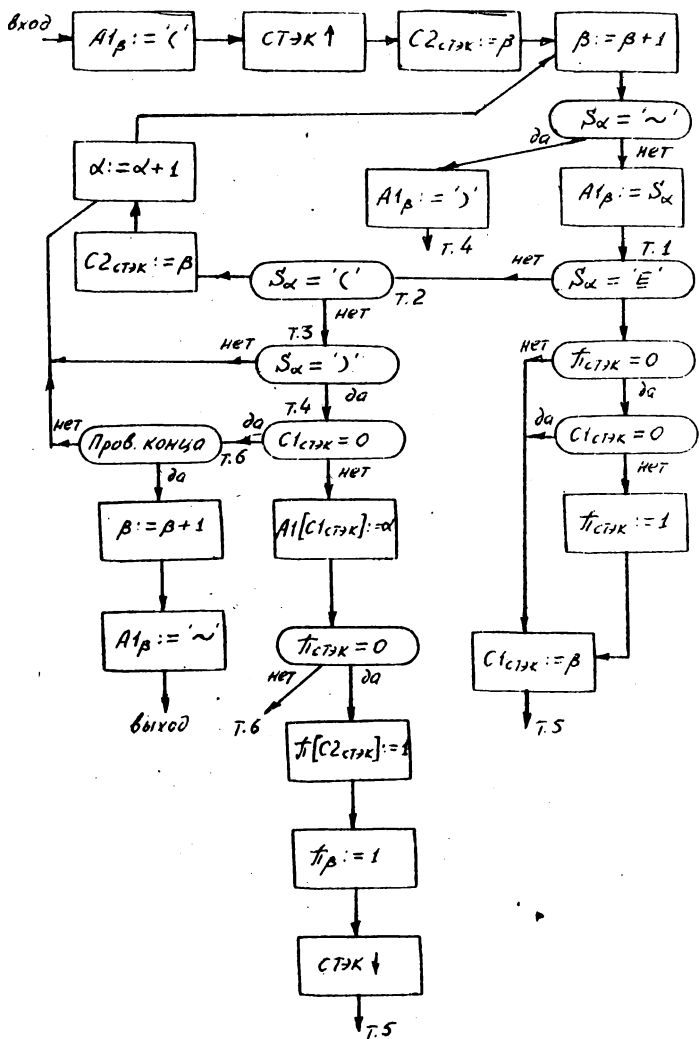 вход
A1β := '('
СТЭК ↑
C2стэк := β
β := β + 1
Sα = '~'
да
нет
α := α + 1
A1β := ')'
A1β := Sα
т.4
т.1
C2стэк := β
Sα = '('
нет
Sα = 'E'
т.2
нет
т.3
нет
Sα = ')'
нет
πстэк = 0
да
да
т.4
нет
Пров. конца
да
C1стэк = 0
да
C1стэк = 0
т.6
да
нет
нет
β := β + 1
A1[C1стэк] := α
πстэк := 1
A1β := '~'
πстэк = 0
C1стэк := β
нет
да
выход
т.6
т.5
π[C2стэк] := 1
πβ := 1
СТЭК ↓
т.5